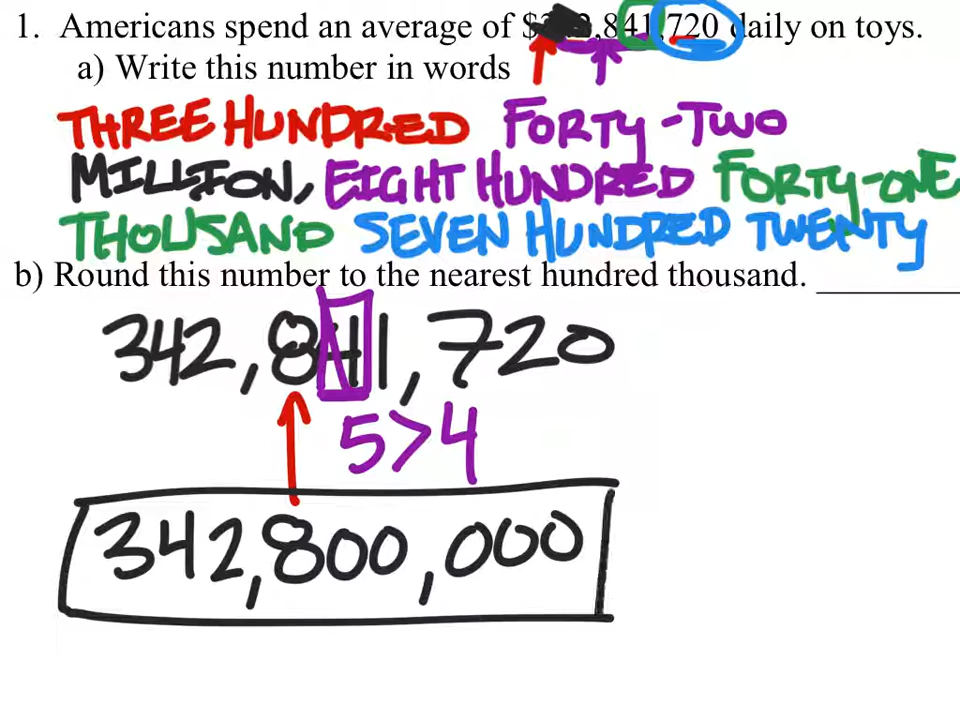 1. Americans spend an average of $342,841,720 daily on toys.
a) Write this number in words
THREE HUNDRED FORTY-TWO
MILLION, EIGHT HUNDRED FORTY-ONE
THOUSAND SEVEN HUNDRED TWENTY
b) Round this number to the nearest hundred thousand.
342,841,720
5>4
342,800,000